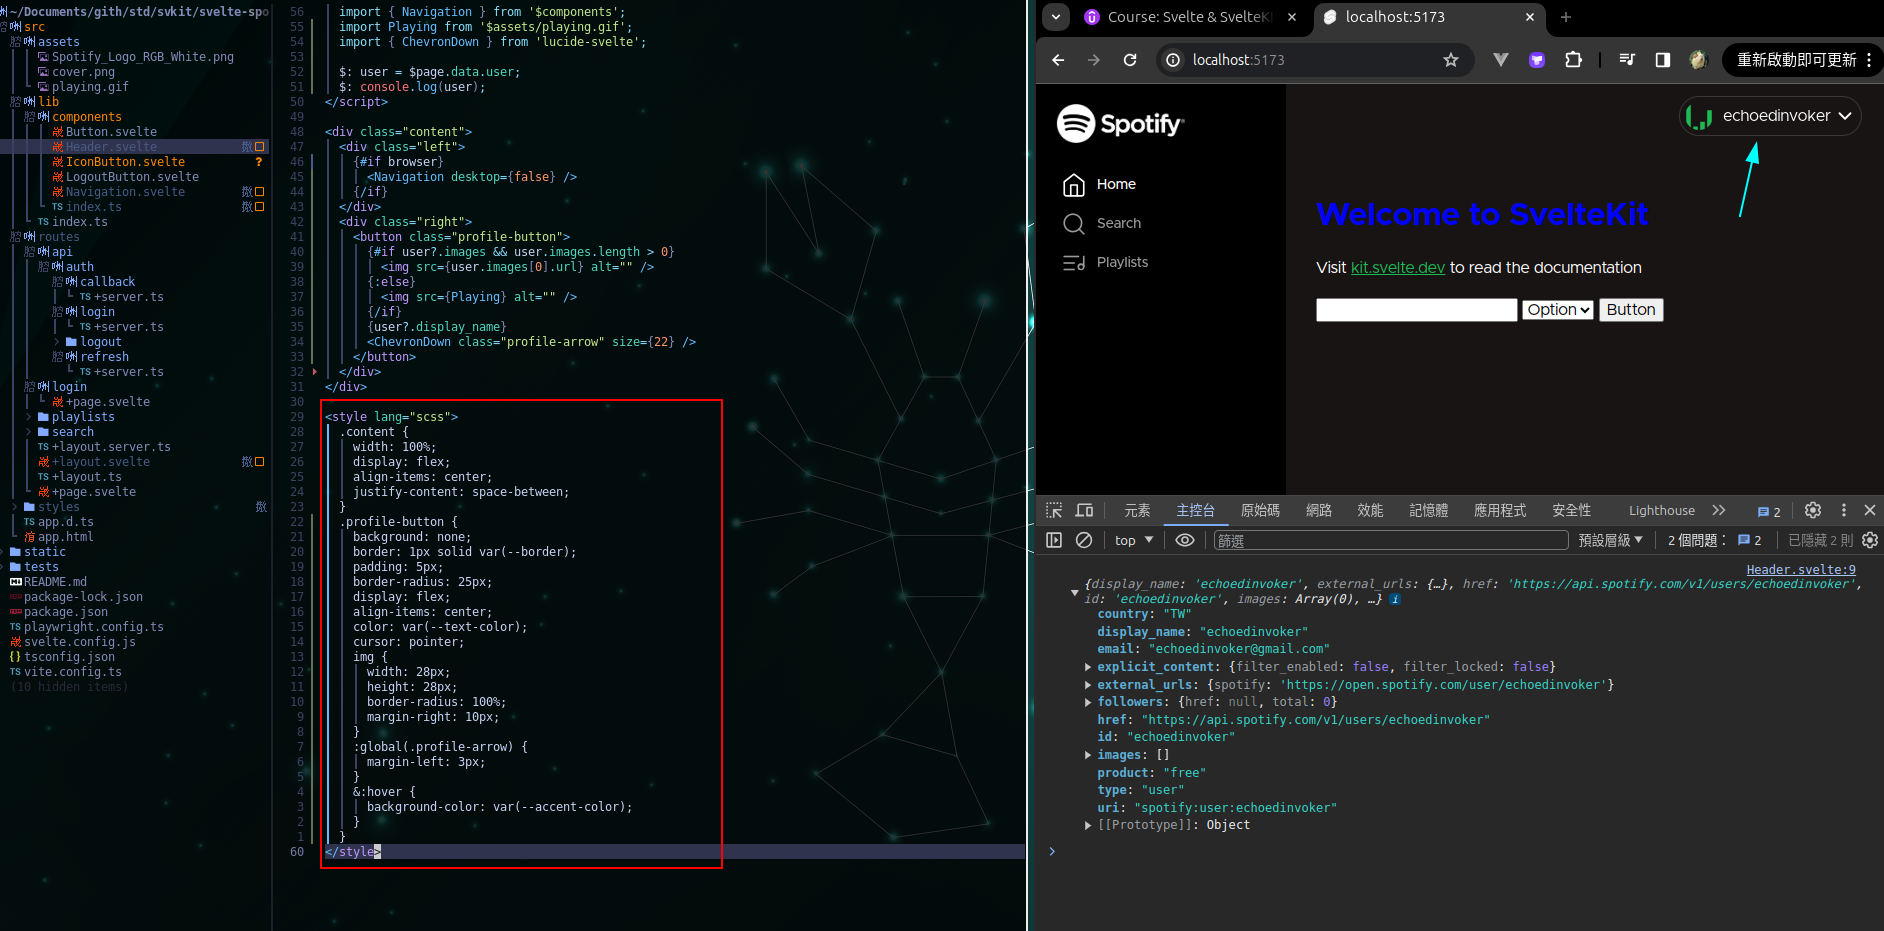 ~/Documents/gith/std/svkit/svelte-spo
src
assets
Spotify_Logo_RGB_White.png
cover.png
playing.gif
lib
components
Button.svelte
Header.svelte
IconButton.svelte ?
LogoutButton.svelte
Navigation.svelte
TS index.ts
TS index.ts
routes
api
auth
callback
TS +server.ts
login
TS +server.ts
logout
refresh
TS +server.ts
login
+page.svelte
playlists
search
TS +layout.server.ts
+layout.svelte
TS +layout.ts
+page.svelte
styles
TS app.d.ts
app.html
static
tests
README.md
package-lock.json
package.json
TS playwright.config.ts
svelte.config.js
{} tsconfig.json
TS vite.config.ts
(10 hidden items)
56 import { Navigation } from '$components';
55 import Playing from '$assets/playing.gif';
54 import { ChevronDown } from 'lucide-svelte';
53
52 $: user = $page.data.user;
51 $: console.log(user);
50 </script>
49
48 <div class="content">
47 <div class="left">
46 {#if browser}
45 <Navigation desktop={false} />
44 {/if}
43 </div>
42 <div class="right">
41 <button class="profile-button">
40 {#if user?.images && user.images.length > 0}
39 <img src={user.images[0].url} alt="" />
38 {:else}
37 <img src={Playing} alt="" />
36 {/if}
35 {user?.display_name}
34 <ChevronDown class="profile-arrow" size={22} />
33 </button>
32 </div>
31 </div>
30
29 <style lang="scss">
28 .content {
27 width: 100%;
26 display: flex;
25 align-items: center;
24 justify-content: space-between;
23 }
22 .profile-button {
21 background: none;
20 border: 1px solid var(--border);
19 padding: 5px;
18 border-radius: 25px;
17 display: flex;
16 align-items: center;
15 color: var(--text-color);
14 cursor: pointer;
13 img {
12 width: 28px;
11 height: 28px;
10 border-radius: 100%;
9 margin-right: 10px;
8 }
7 :global(.profile-arrow) {
6 margin-left: 3px;
5 }
4 &:hover {
3 background-color: var(--accent-color);
2 }
1 }
60 </style>
Course: Svelte & SvelteK
localhost:5173
localhost:5173
重新啟動即可更新
Spotify
echoedinvoker
Home
Search
Playlists
Welcome to SvelteKit
Visit kit.svelte.dev to read the documentation
Option Button
元素 主控台 原始碼 網路 效能 記憶體 應用程式 安全性 Lighthouse 2
top 篩選 預設層級 2 個問題： 2 已隱藏 2 則
Header.svelte:9
{display_name: 'echoedinvoker', external_urls: {…}, href: 'https://api.spotify.com/v1/users/echoedinvoker',
id: 'echoedinvoker', images: Array(0), …} i
country: "TW"
display_name: "echoedinvoker"
email: "echoedinvoker@gmail.com"
explicit_content: {filter_enabled: false, filter_locked: false}
external_urls: {spotify: 'https://open.spotify.com/user/echoedinvoker'}
followers: {href: null, total: 0}
href: "https://api.spotify.com/v1/users/echoedinvoker"
id: "echoedinvoker"
images: []
product: "free"
type: "user"
uri: "spotify:user:echoedinvoker"
[[Prototype]]: Object